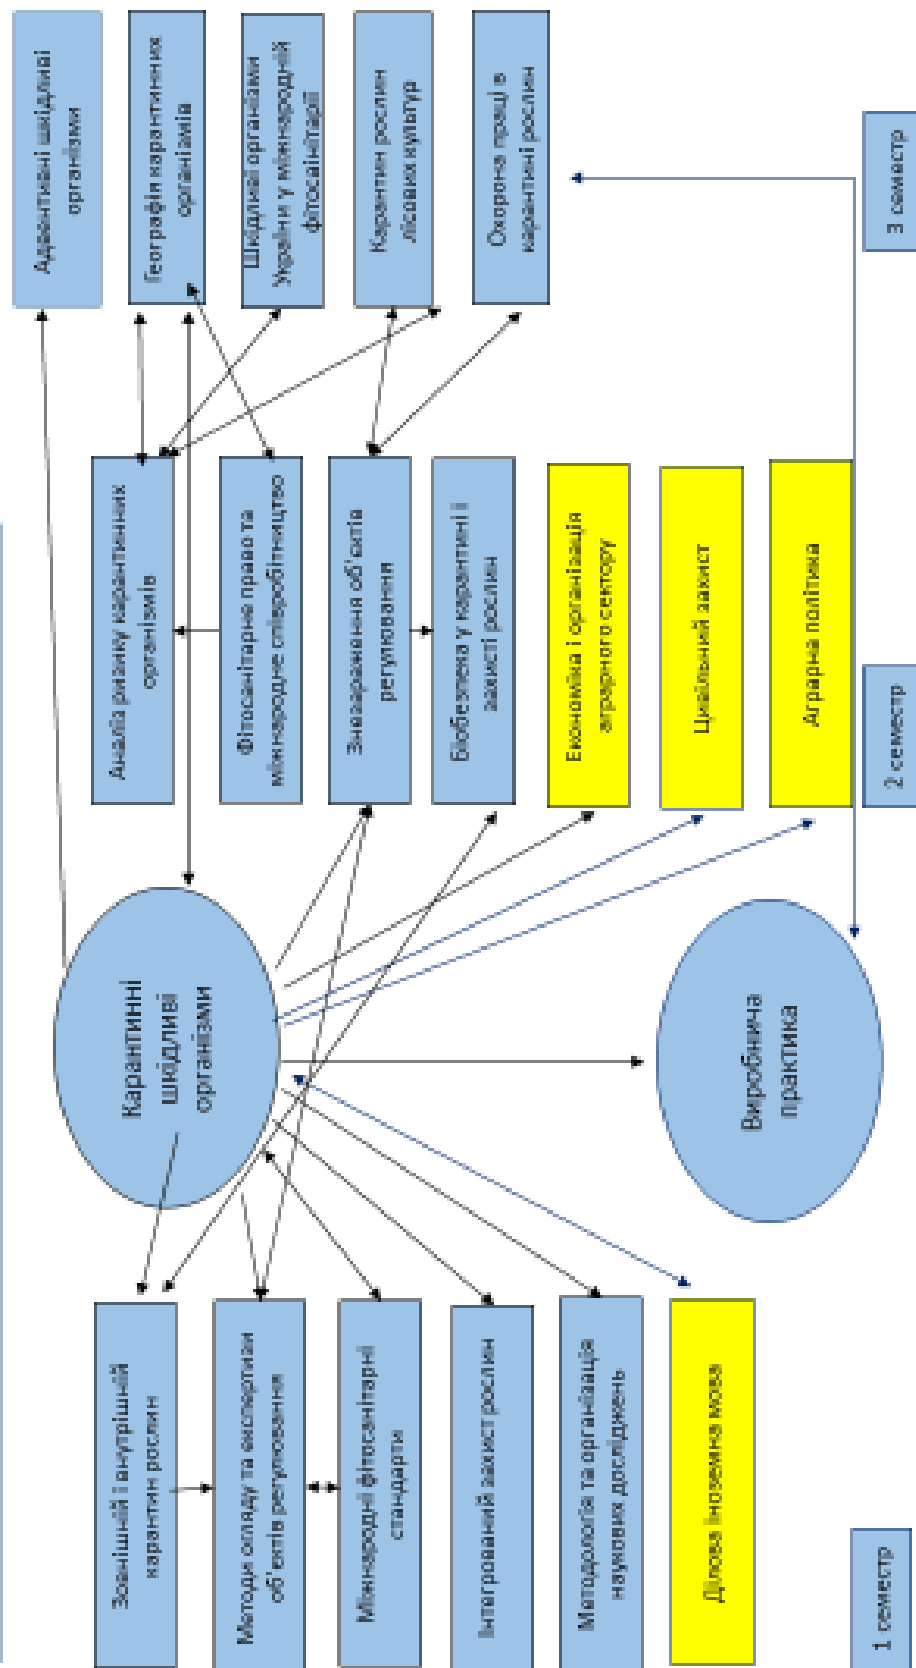 Зовнішній і внутрішній
карантин рослин
Методи огляду та експертизи
об'єктів регулювання
Міжнародні фітосанітарні
стандарти
Інтегрований захист рослин
Методологія та організація
наукових досліджень
Ділова іноземна мова
1 семестр
Карантинні
шкідливі
організми
Виробнича
практика
Аналіз ризику карантинних
організмів
Фітосанітарне право та
міжнародне співробітництво
Знезараження об'єктів
регулювання
Біобезпека у карантині і
захисті рослин
Економіка і організація
аграрного сектору
Цивільний захист
Аграрна політика
2 семестр
Адвентивні шкідливі
організми
Географія карантинних
організмів
Шкідливі організми
України у міжнародній
фітосанітарії
Карантин рослин
лісових культур
Охорона праці в
карантині рослин
3 семестр